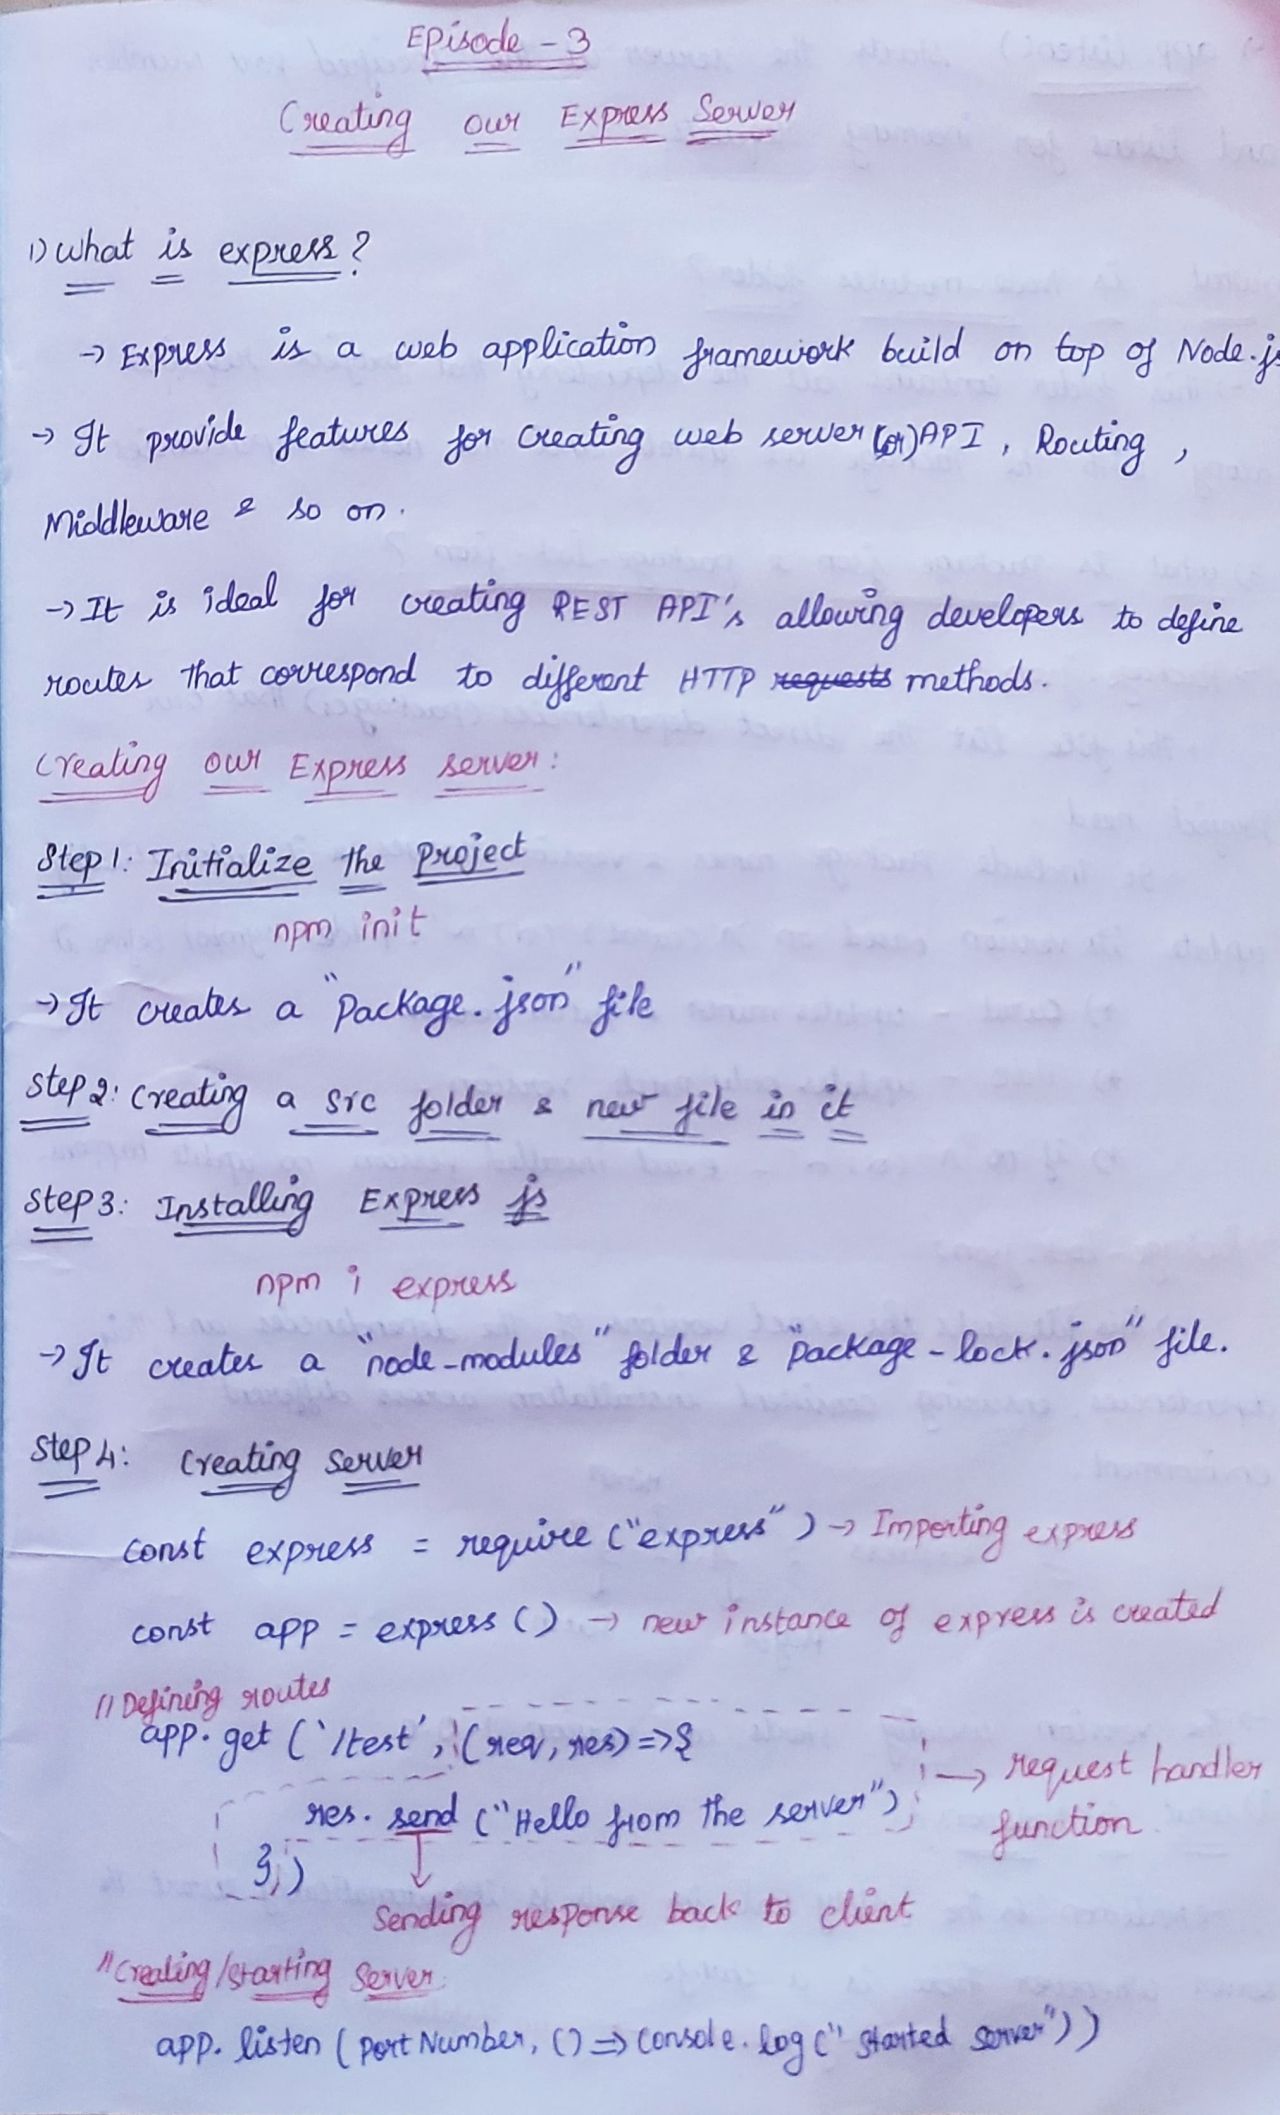 Episode - 3
Creating our Express Server
1) what is express?
→ Express is a web application framework build on top of Node.js
→ It provide features for creating web server (or) API, Routing,
Middleware & so on.
→ It is ideal for creating REST API's allowing developers to define
routes that correspond to different HTTP requests methods.
Creating our Express server:
Step 1: Initialize the project
npm init
→ It creates a "Package.json" file
Step 2: Creating a src folder & new file in it
Step 3: Installing Express js
npm i express
→ It creates a "node-modules" folder & "Package-lock.json" file.
Step 4: Creating Server
const express = require ("express") → Importing express
const app = express () → new instance of express is created
// Defining routes
app.get ('/test', (req, res) => {
→ request handler
res.send ("Hello from the server")
function
},)
Sending response back to client
// Creating/starting Server
app.listen (PortNumber, () => console.log ("started server"))